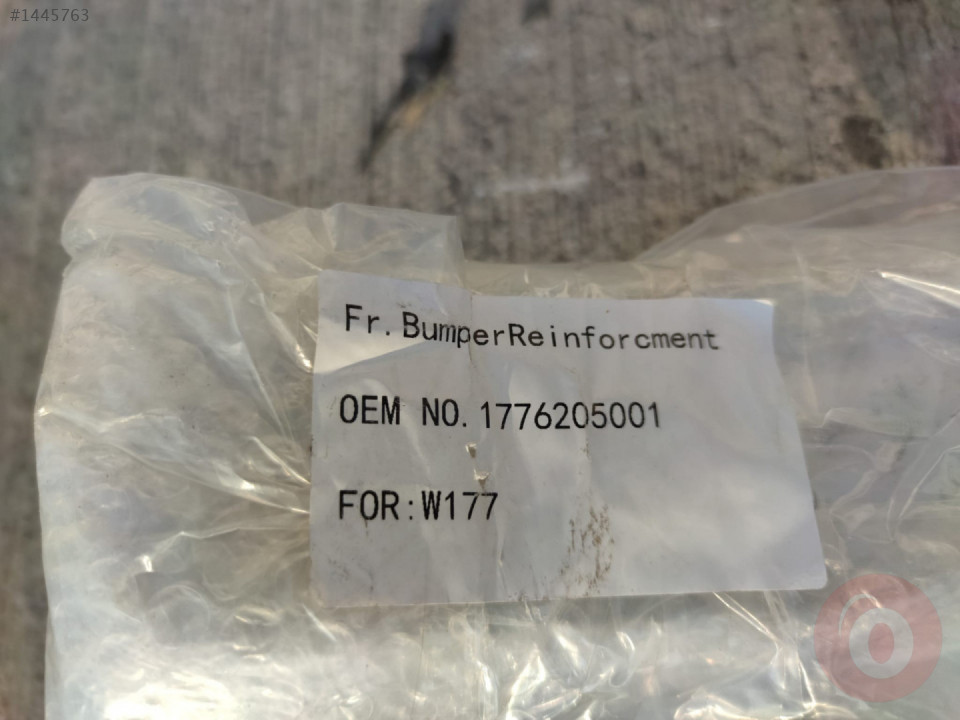 #1445763
Fr.BumperReinforcment
OEM NO.1776205001
FOR:W177